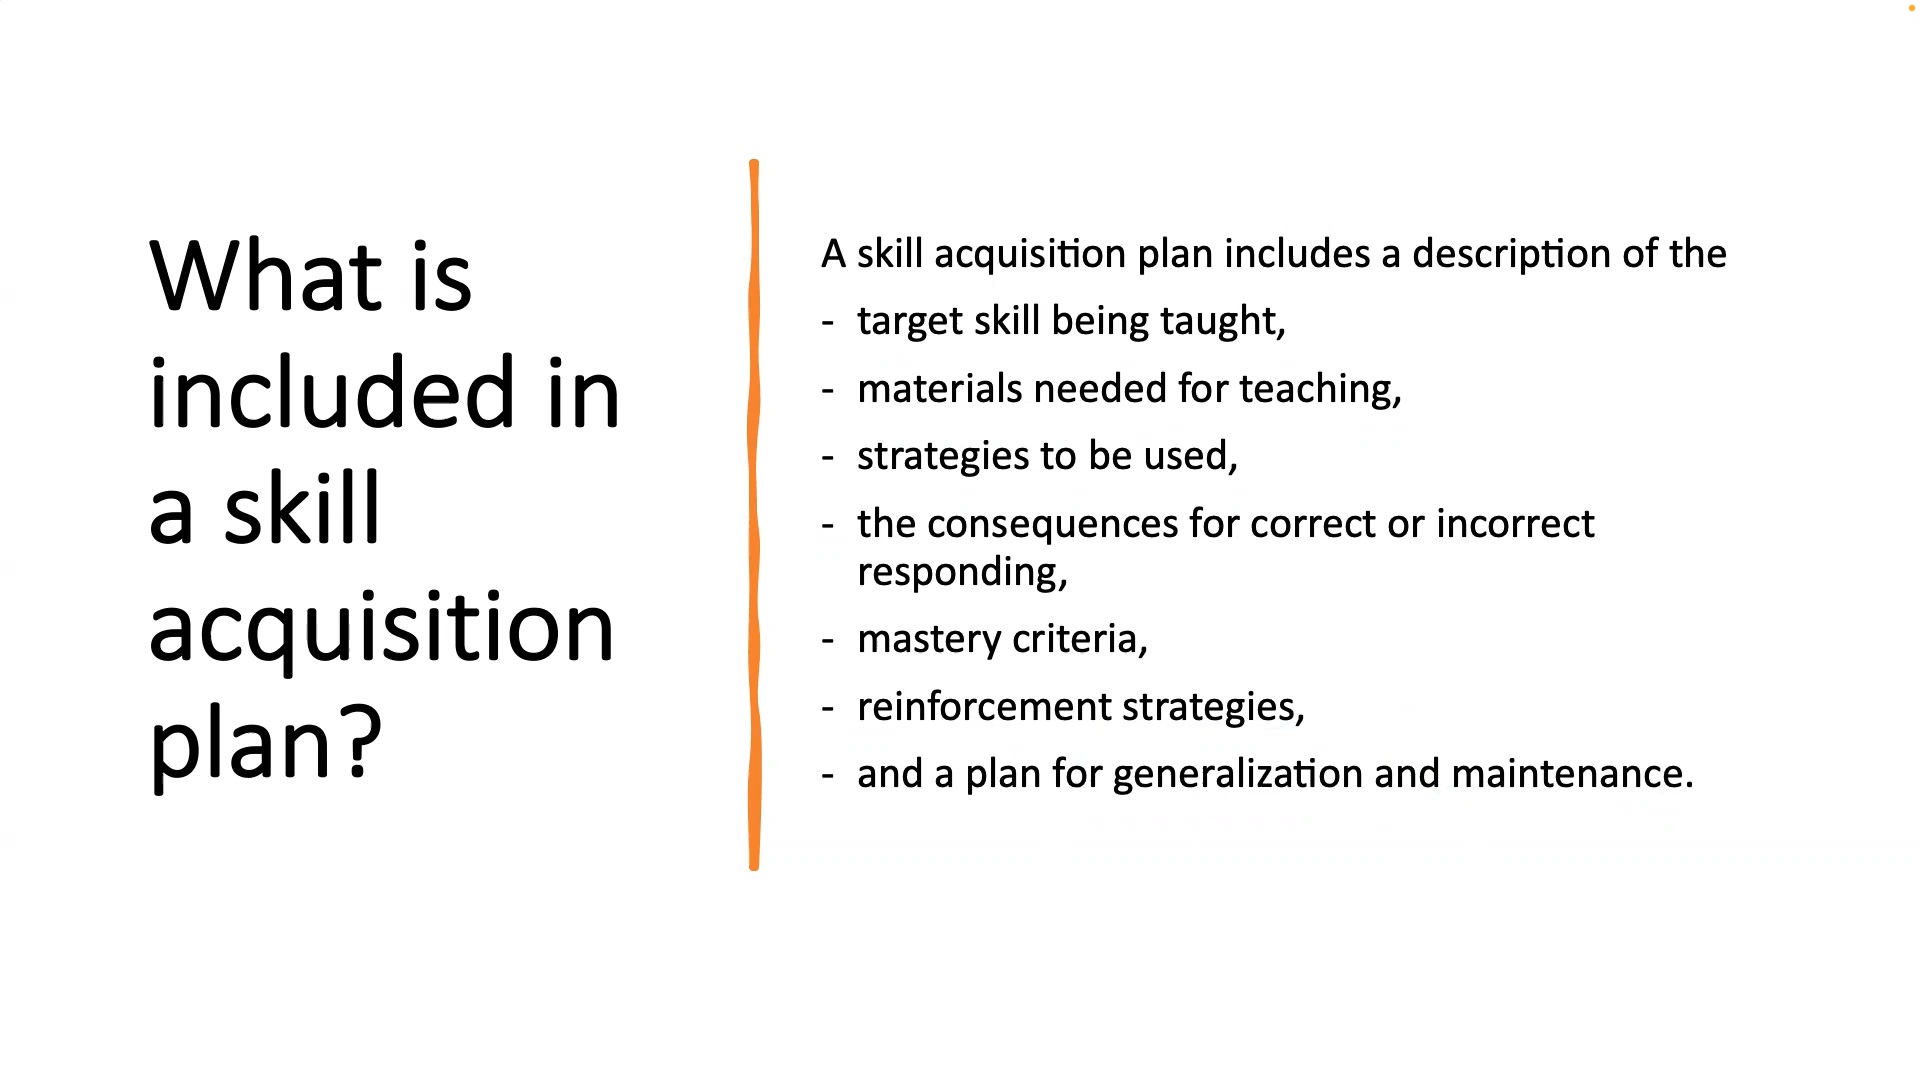 What is
included in
a skill
acquisition
plan?
A skill acquisition plan includes a description of the
- target skill being taught,
- materials needed for teaching,
- strategies to be used,
- the consequences for correct or incorrect
responding,
- mastery criteria,
- reinforcement strategies,
- and a plan for generalization and maintenance.